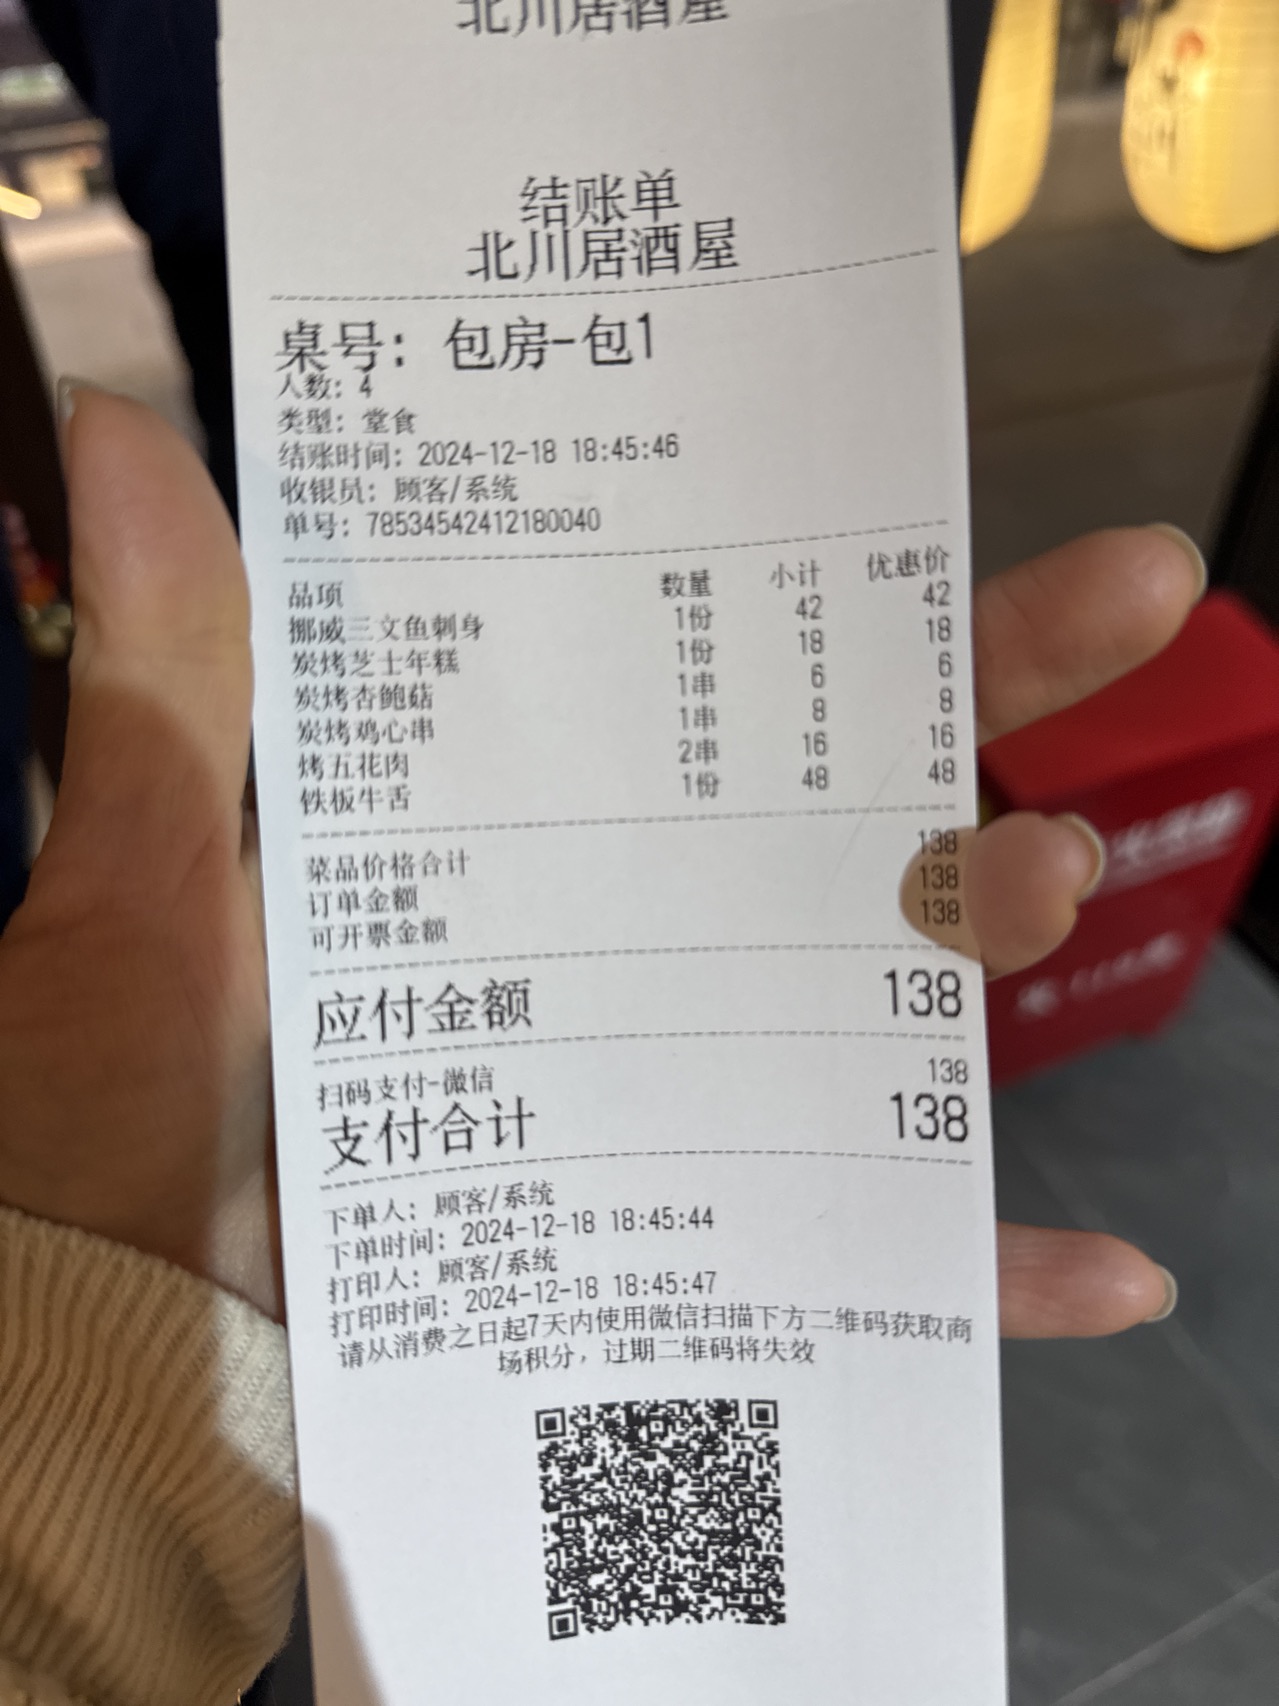 北川居酒屋
结账单
北川居酒屋
桌号：包房-包1
人数：4
类型：堂食
结账时间：2024-12-18 18:45:46
收银员：顾客/系统
单号：78534542412180040
品项 数量 小计 优惠价
挪威三文鱼刺身 1份 42 42
炭烤芝士年糕 1份 18 18
炭烤杏鲍菇 1串 6 6
炭烤鸡心串 1串 8 8
烤五花肉 2串 16 16
铁板牛舌 1份 48 48
菜品价格合计 138
订单金额 138
可开票金额 138
应付金额 138
扫码支付-微信 138
支付合计 138
下单人：顾客/系统
下单时间：2024-12-18 18:45:44
打印人：顾客/系统
打印时间：2024-12-18 18:45:47
请从消费之日起7天内使用微信扫描下方二维码获取商
场积分，过期二维码将失效